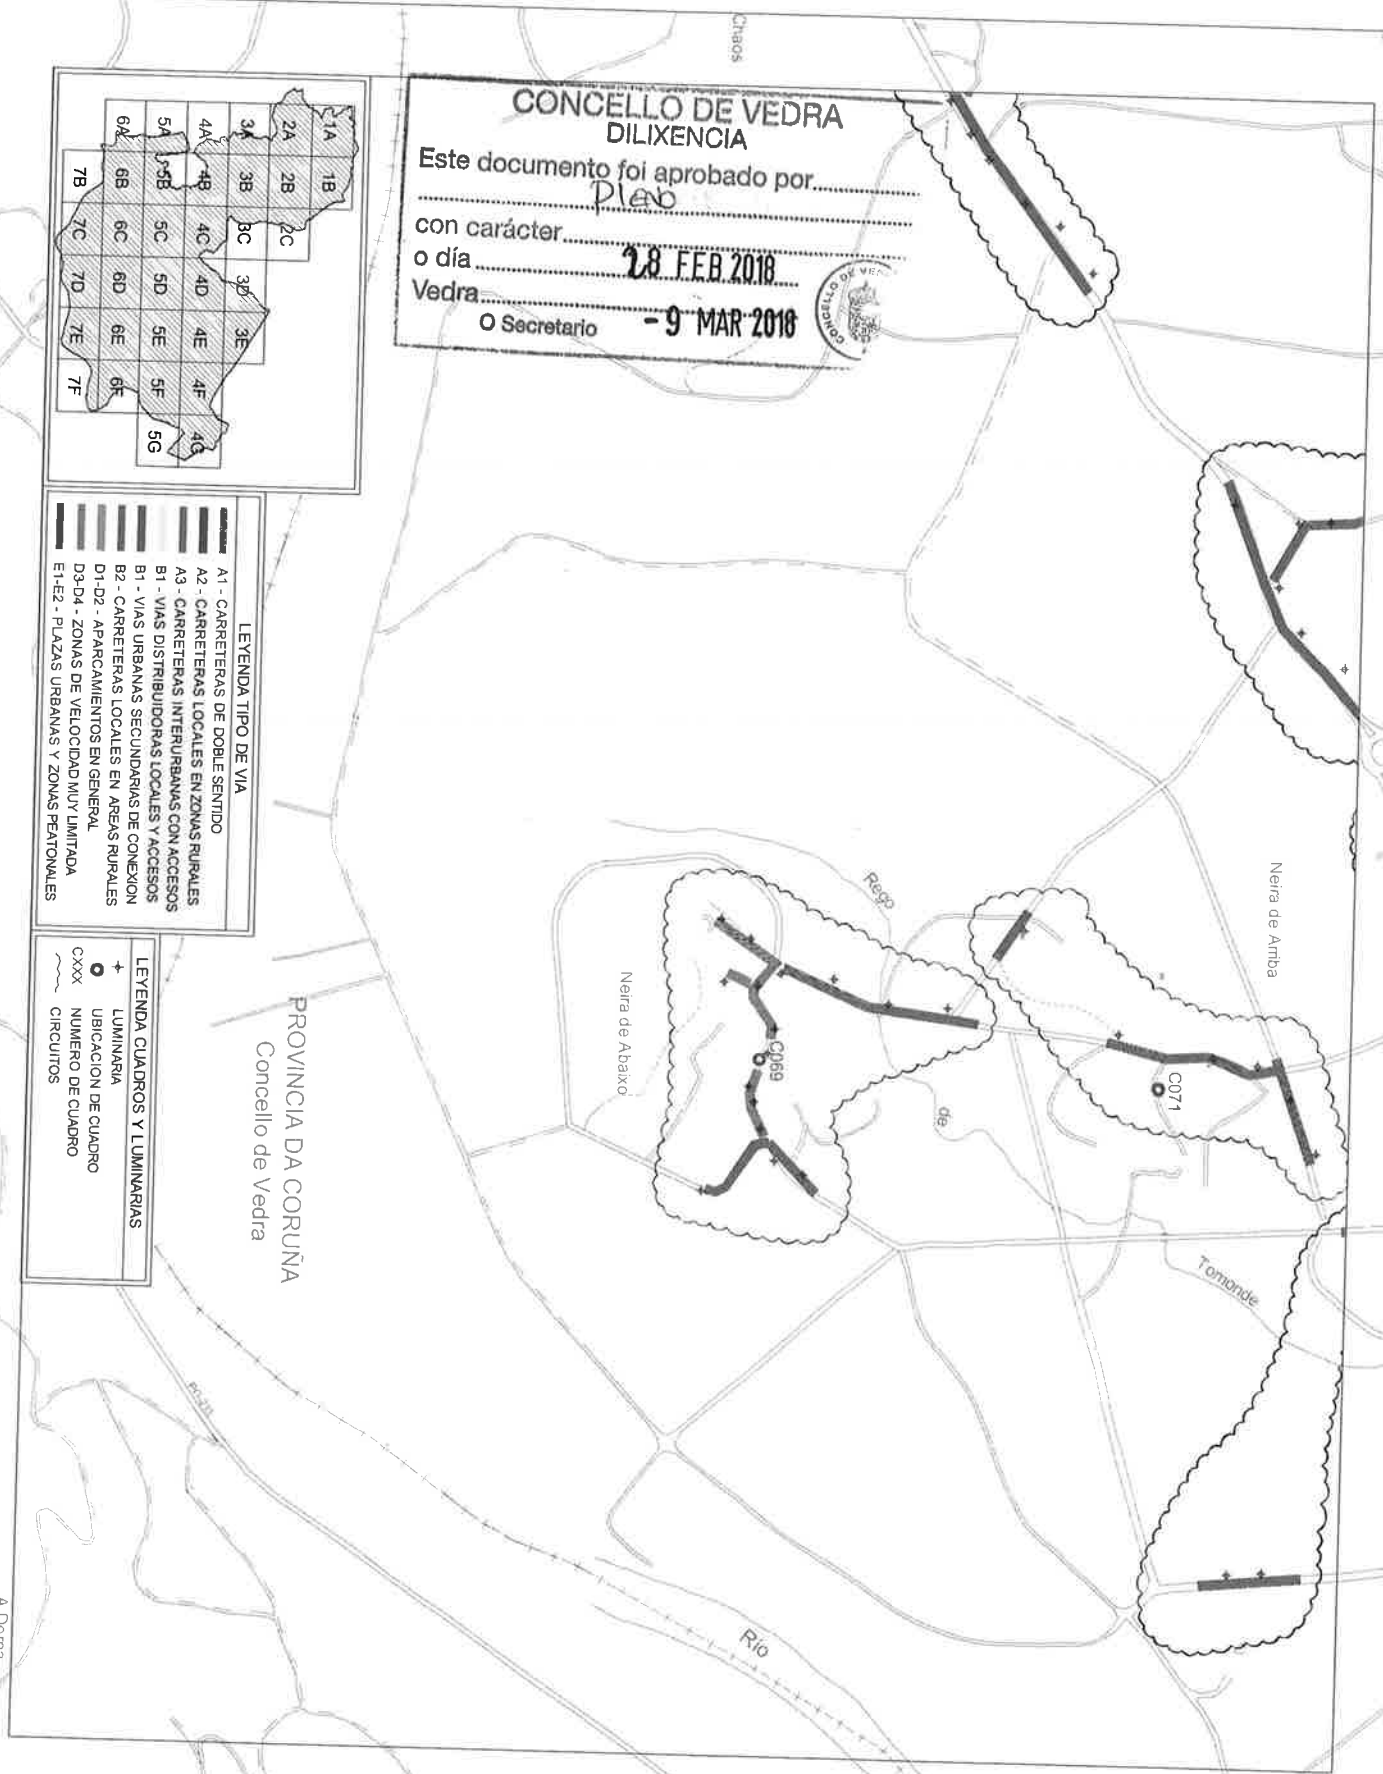 Chaos
CONCELLO DE VEDRA
DILIXENCIA
Este documento foi aprobado por
Pleno
con carácter
o día 28 FEB 2018
Vedra - 9 MAR 2018
O Secretario
CONCELLO DE VEDRA
1A 1B
2A 2B 2C
3A 3B 3C 3D 3E
4A 4B 4C 4D 4E 4F 4G
5A 5B 5C 5D 5E 5F 5G
6A 6B 6C 6D 6E 6F
7B 7C 7D 7E 7F
LEYENDA TIPO DE VIA
A1 - CARRETERAS DE DOBLE SENTIDO
A2 - CARRETERAS LOCALES EN ZONAS RURALES
A3 - CARRETERAS INTERURBANAS CON ACCESOS
B1 - VIAS DISTRIBUIDORAS LOCALES Y ACCESOS
B1 - VIAS URBANAS SECUNDARIAS DE CONEXION
B2 - CARRETERAS LOCALES EN AREAS RURALES
D1-D2 - APARCAMIENTOS EN GENERAL
D3-D4 - ZONAS DE VELOCIDAD MUY LIMITADA
E1-E2 - PLAZAS URBANAS Y ZONAS PEATONALES
LEYENDA CUADROS Y LUMINARIAS
LUMINARIA
UBICACION DE CUADRO
CXXX NUMERO DE CUADRO
CIRCUITOS
PROVINCIA DA CORUÑA
Concello de Vedra
Neira de Arriba
Rego
de
Tomonde
Neira de Abaixo
C069
C071
Río